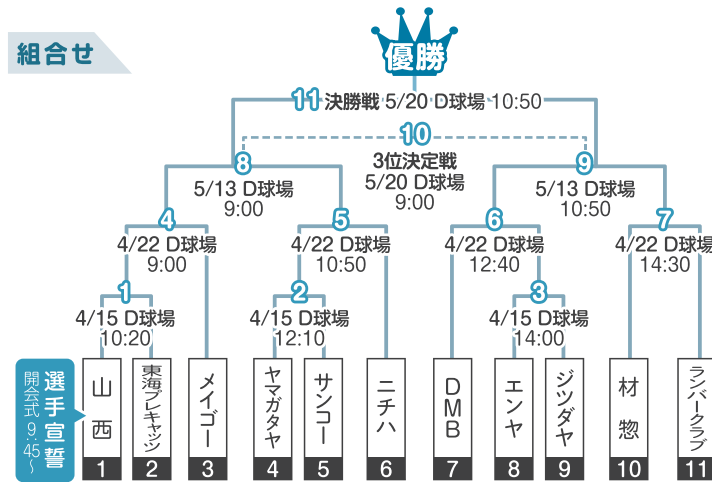 組合せ
優勝
11 決勝戦 5/20 D球場 10:50
10
3位決定戦
5/20 D球場
9:00
8
5/13 D球場
9:00
9
5/13 D球場
10:50
4
4/22 D球場
9:00
5
4/22 D球場
10:50
6
4/22 D球場
12:40
7
4/22 D球場
14:30
1
4/15 D球場
10:20
2
4/15 D球場
12:10
3
4/15 D球場
14:00
選手宣誓
開会式 9:45~
山西
1
東海プレキャッジ
2
メイゴー
3
ヤマガタヤ
4
サンコー
5
ニチハ
6
DMB
7
エンヤ
8
ジツダヤ
9
材惣
10
ランバークラブ
11